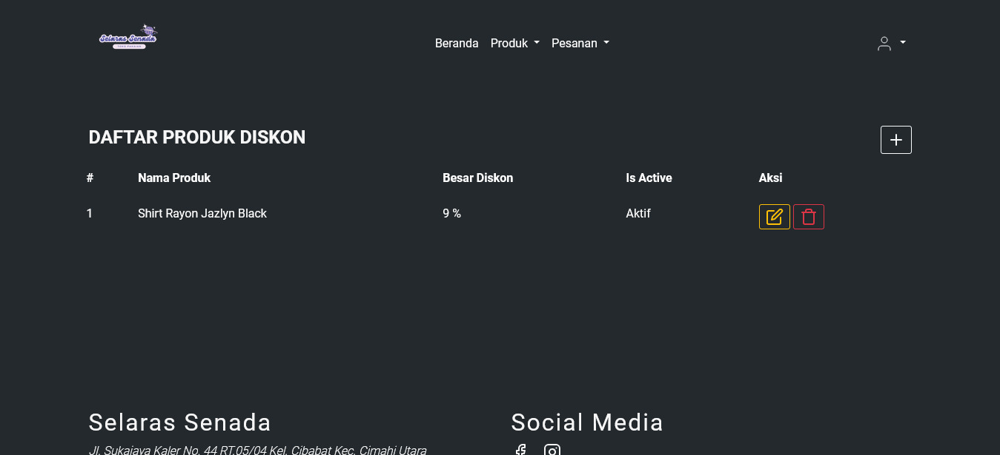 Selaras Senada
Beranda Produk Pesanan
DAFTAR PRODUK DISKON
# Nama Produk Besar Diskon Is Active Aksi
1 Shirt Rayon Jazlyn Black 9 % Aktif
Selaras Senada Social Media
Jl. Sukajaya Kaler No. 44 RT.05/04 Kel. Cibabat Kec. Cimahi Utara